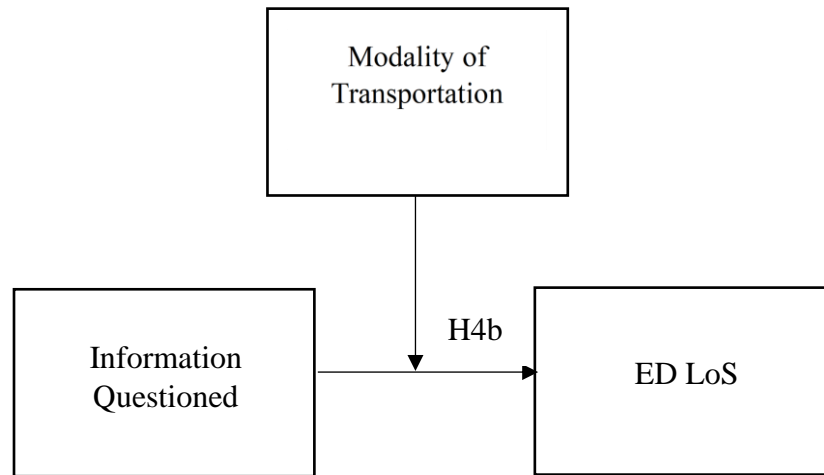 Modality of
Transportation
H4b
Information
Questioned
ED LoS